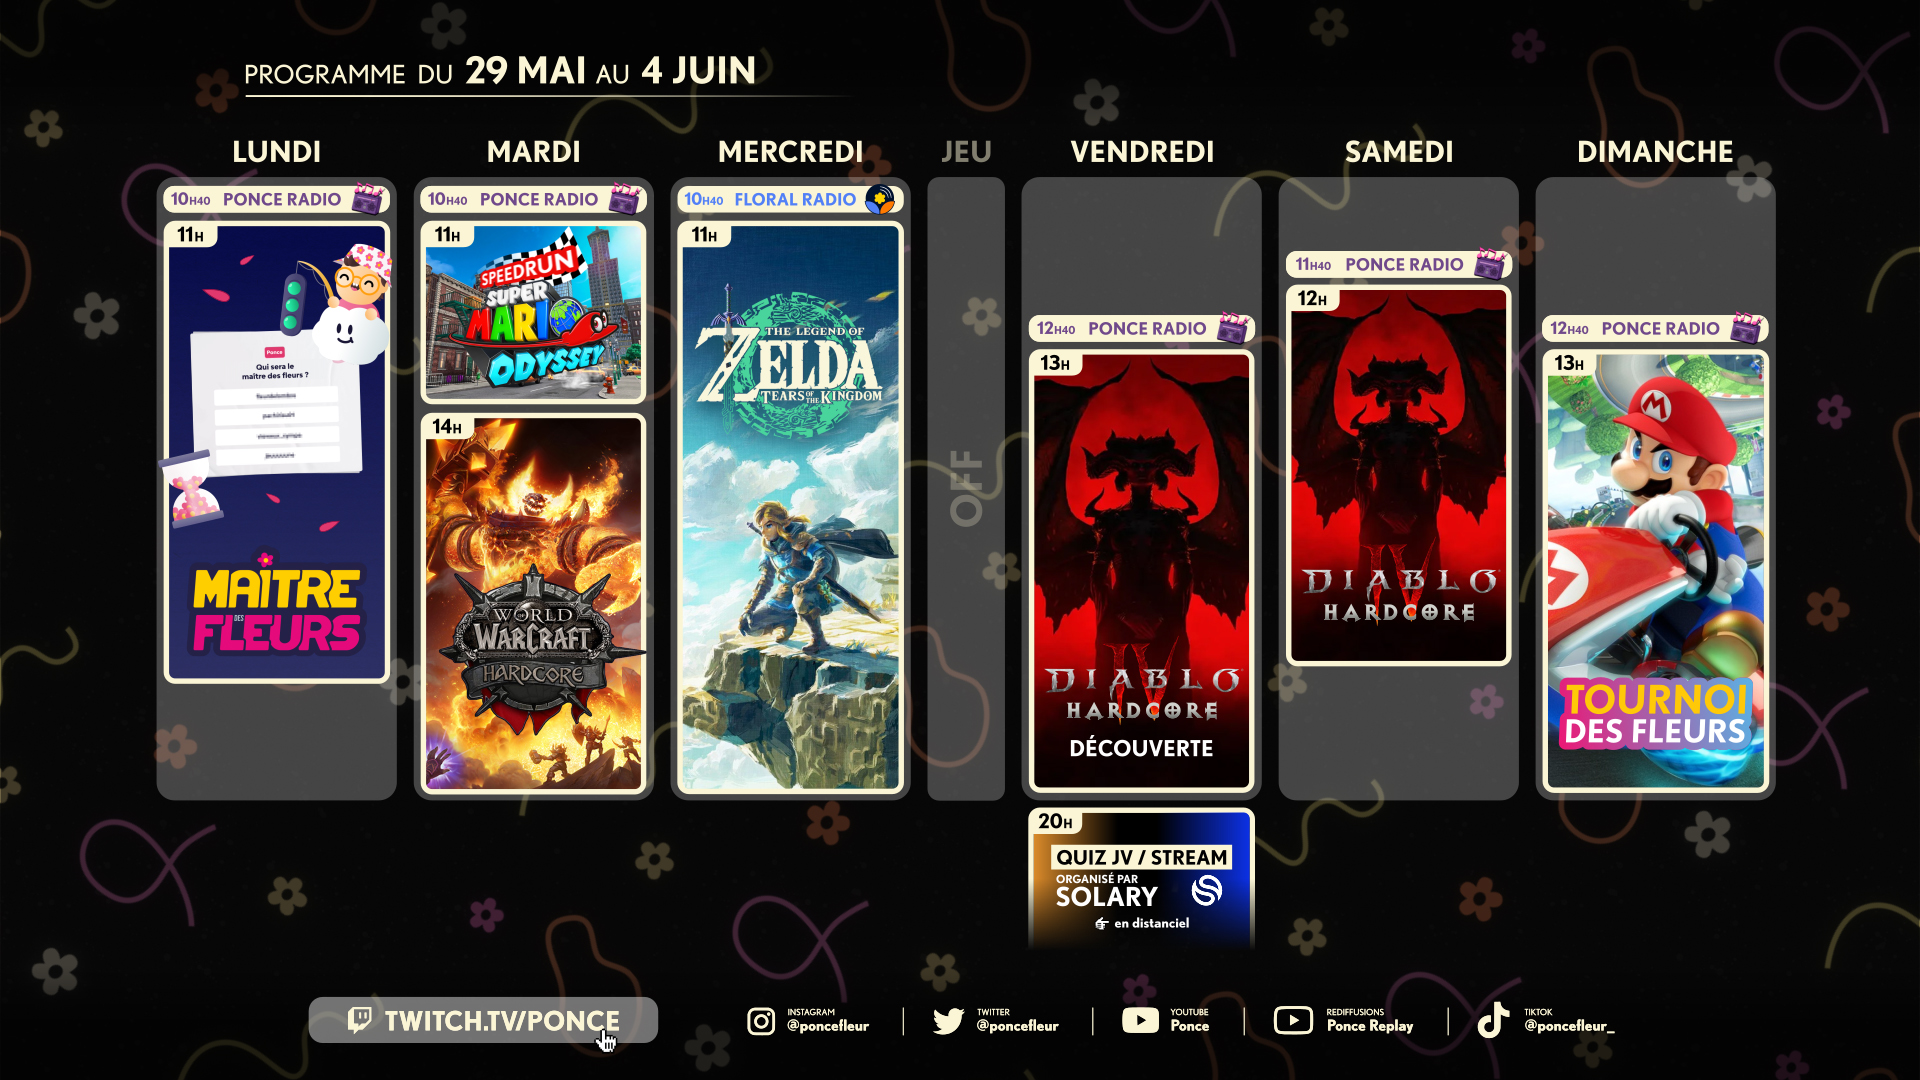 PROGRAMME DU 29 MAI AU 4 JUIN
LUNDI
10H40 PONCE RADIO
11H
Ponce
Qui sera le
maître des fleurs ?
MAÎTRE
DES
FLEURS
MARDI
10H40 PONCE RADIO
11H
SPEEDRUN
SUPER
MARIO
ODYSSEY
14H
WORLD
WARCRAFT
HARDCORE
MERCREDI
10H40 FLORAL RADIO
11H
THE LEGEND OF
ZELDA
TEARS OF THE KINGDOM
JEU
OFF
VENDREDI
12H40 PONCE RADIO
13H
DIABLO
IV
HARDCORE
DÉCOUVERTE
20H
QUIZ JV / STREAM
ORGANISÉ PAR
SOLARY
en distanciel
SAMEDI
11H40 PONCE RADIO
12H
DIABLO
IV
HARDCORE
DIMANCHE
12H40 PONCE RADIO
13H
M
TOURNOI
DES FLEURS
TWITCH.TV/PONCE
INSTAGRAM
@poncefleur
TWITTER
@poncefleur
YOUTUBE
Ponce
REDIFFUSIONS
Ponce Replay
TIKTOK
@poncefleur_